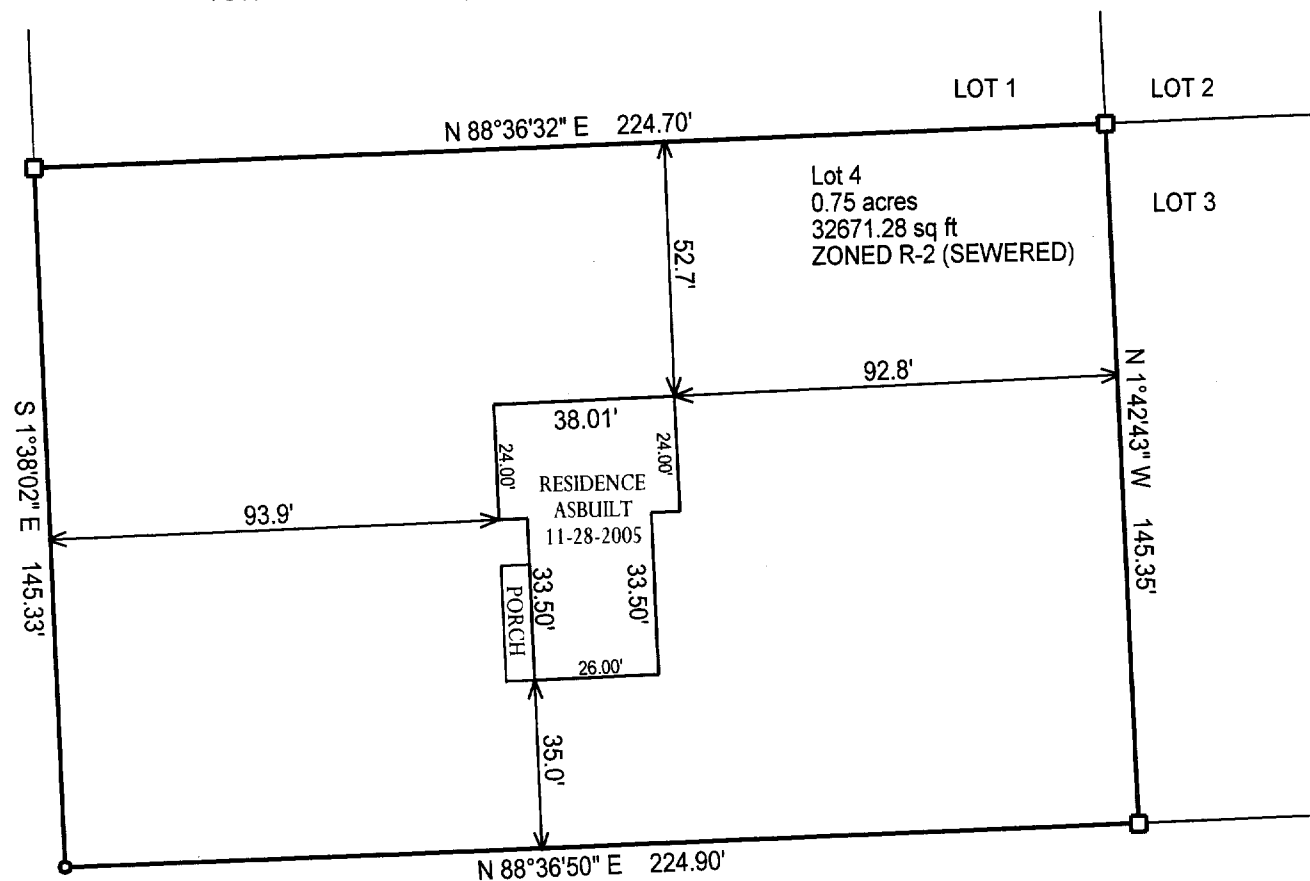 LOT 1
LOT 2
N 88°36'32" E 224.70'
Lot 4
0.75 acres
32671.28 sq ft
ZONED R-2 (SEWERED)
LOT 3
52.7'
92.8'
38.01'
24.00'
24.00'
RESIDENCE
ASBUILT
11-28-2005
S 1°38'02" E 145.33'
N 1°42'43" W 145.35'
93.9'
33.50'
33.50'
PORCH
26.00'
35.0'
N 88°36'50" E 224.90'